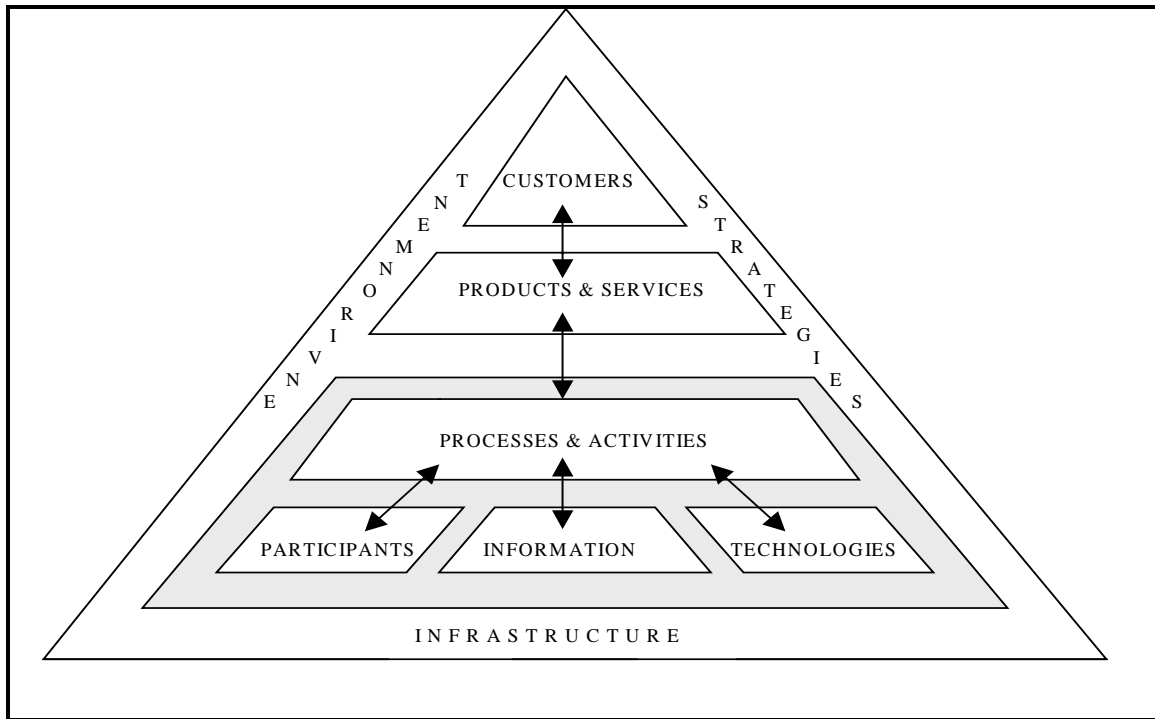 CUSTOMERS
ENVIRONMENT
STRATEGIES
PRODUCTS & SERVICES
PROCESSES & ACTIVITIES
PARTICIPANTS
INFORMATION
TECHNOLOGIES
INFRASTRUCTURE